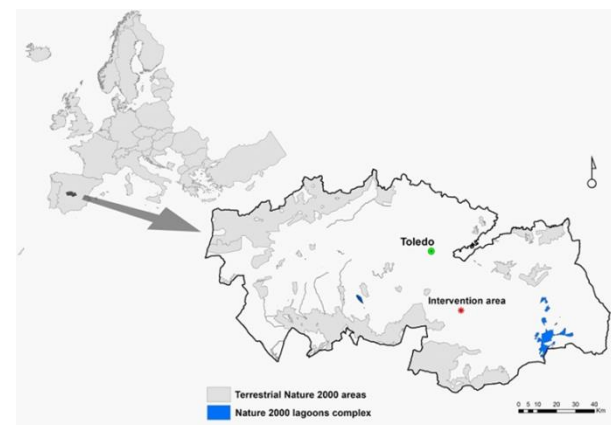 Toledo
Intervention area
Terrestrial Nature 2000 areas
Nature 2000 lagoons complex
0 5 10 20 30 40
Km